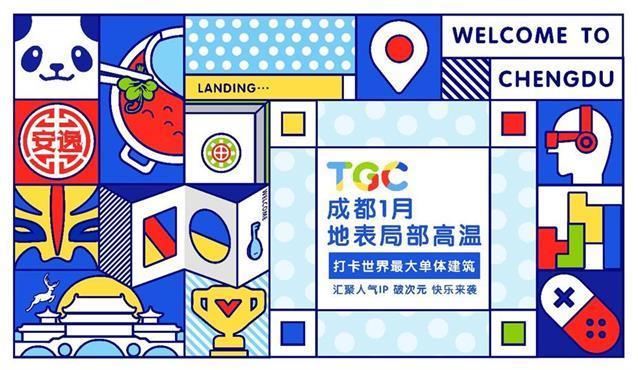 WELCOME TO
CHENGDU
LANDING…
安逸
WELCOME
TGC
成都1月
地表局部高温
打卡世界最大单体建筑
汇聚人气IP 破次元 快乐来袭